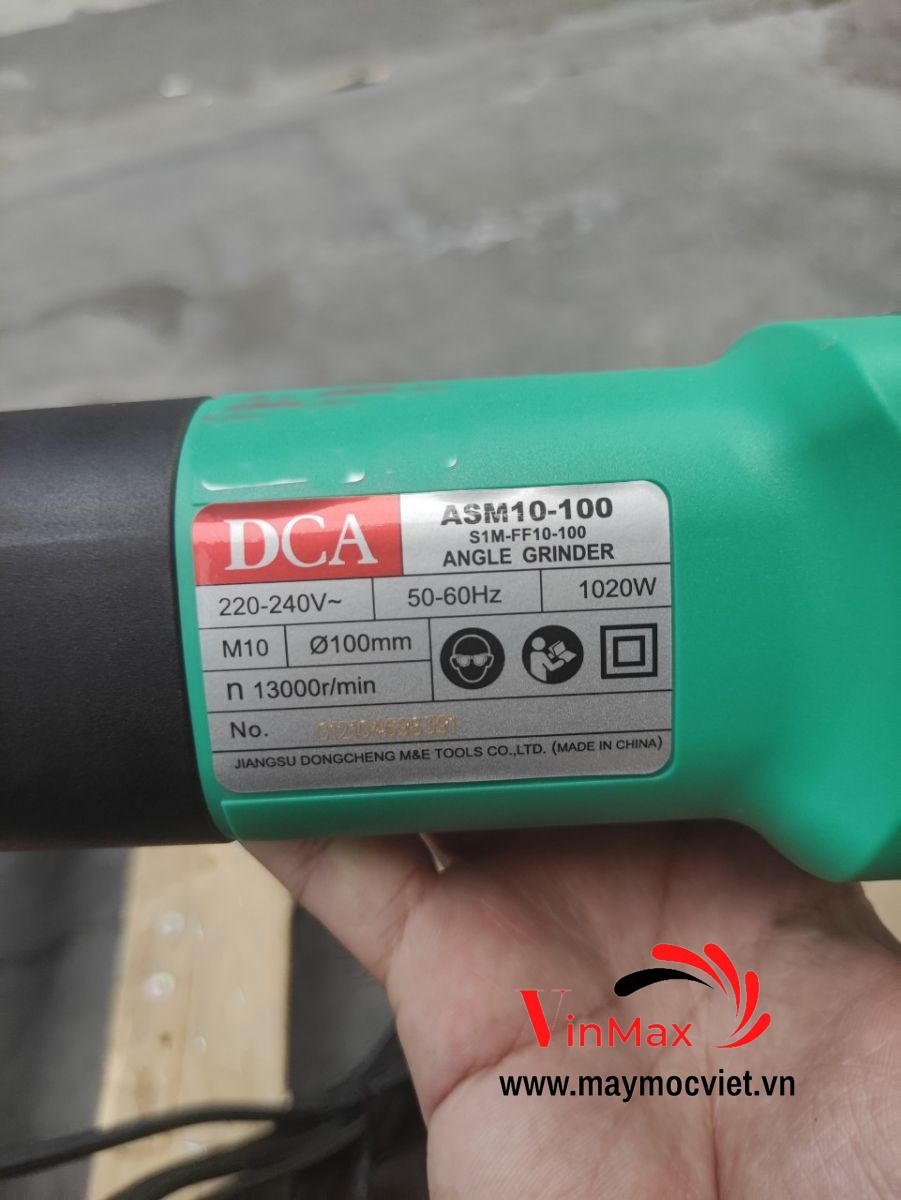 DCA
ASM10-100
S1M-FF10-100
ANGLE GRINDER
220-240V~ 50-60Hz 1020W
M10 Ø100mm
n 13000r/min
No.
JIANGSU DONGCHENG M&E TOOLS CO.,LTD. (MADE IN CHINA)
VinMax
www.maymocviet.vn